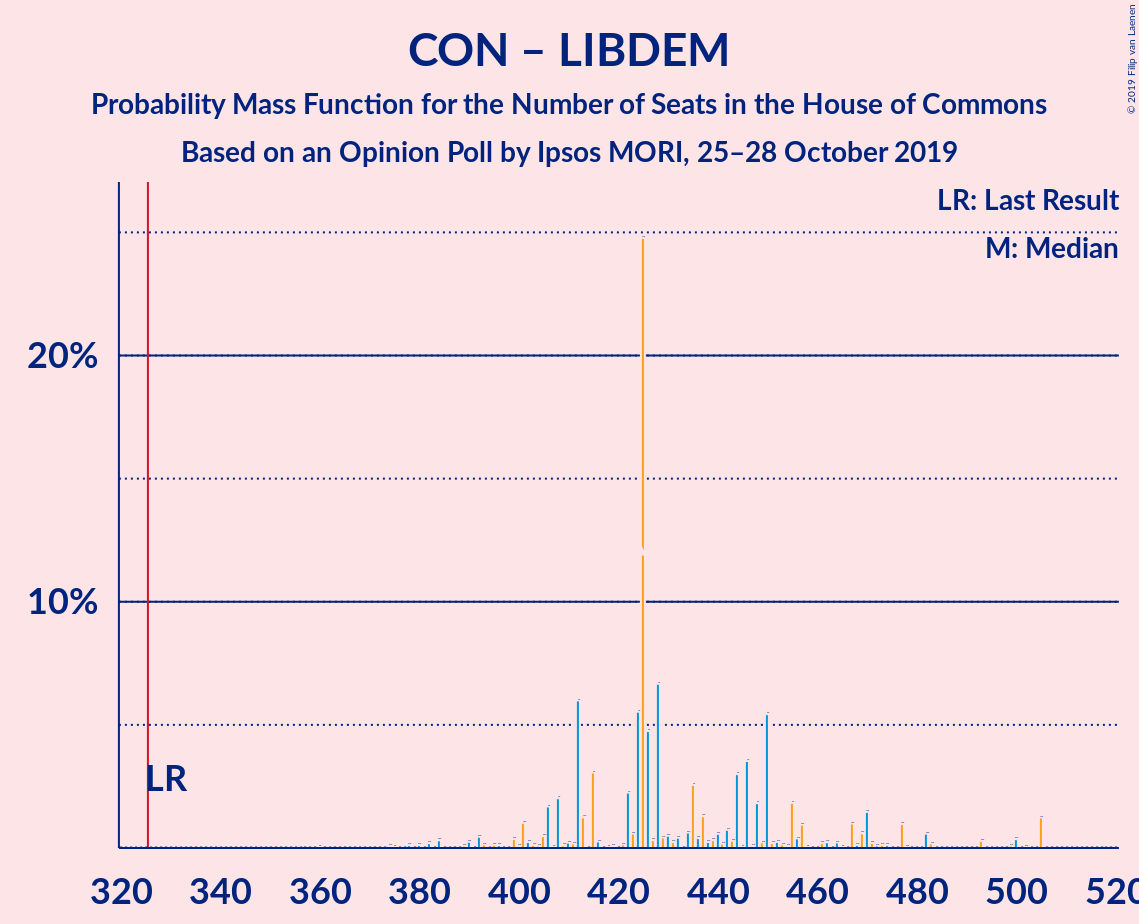 CON – LIBDEM
Probability Mass Function for the Number of Seats in the House of Commons
Based on an Opinion Poll by Ipsos MORI, 25–28 October 2019
© 2019 Filip van Laenen
LR: Last Result
M: Median
20%
10%
LR
320 340 360 380 400 420 440 460 480 500 520